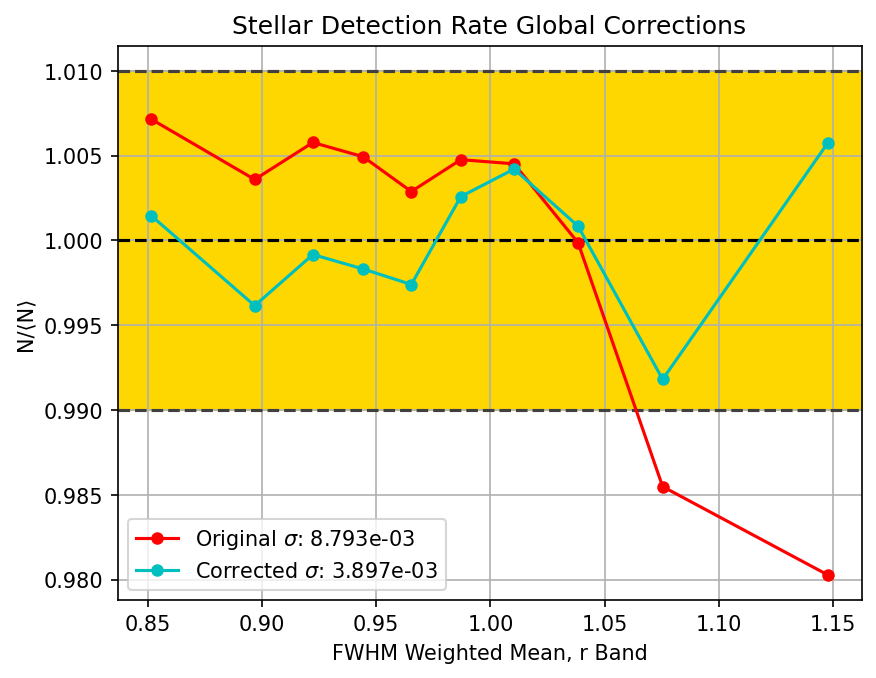 Stellar Detection Rate Global Corrections
N/⟨N⟩
1.010
1.005
1.000
0.995
0.990
0.985
0.980
Original σ: 8.793e-03
Corrected σ: 3.897e-03
0.85 0.90 0.95 1.00 1.05 1.10 1.15
FWHM Weighted Mean, r Band